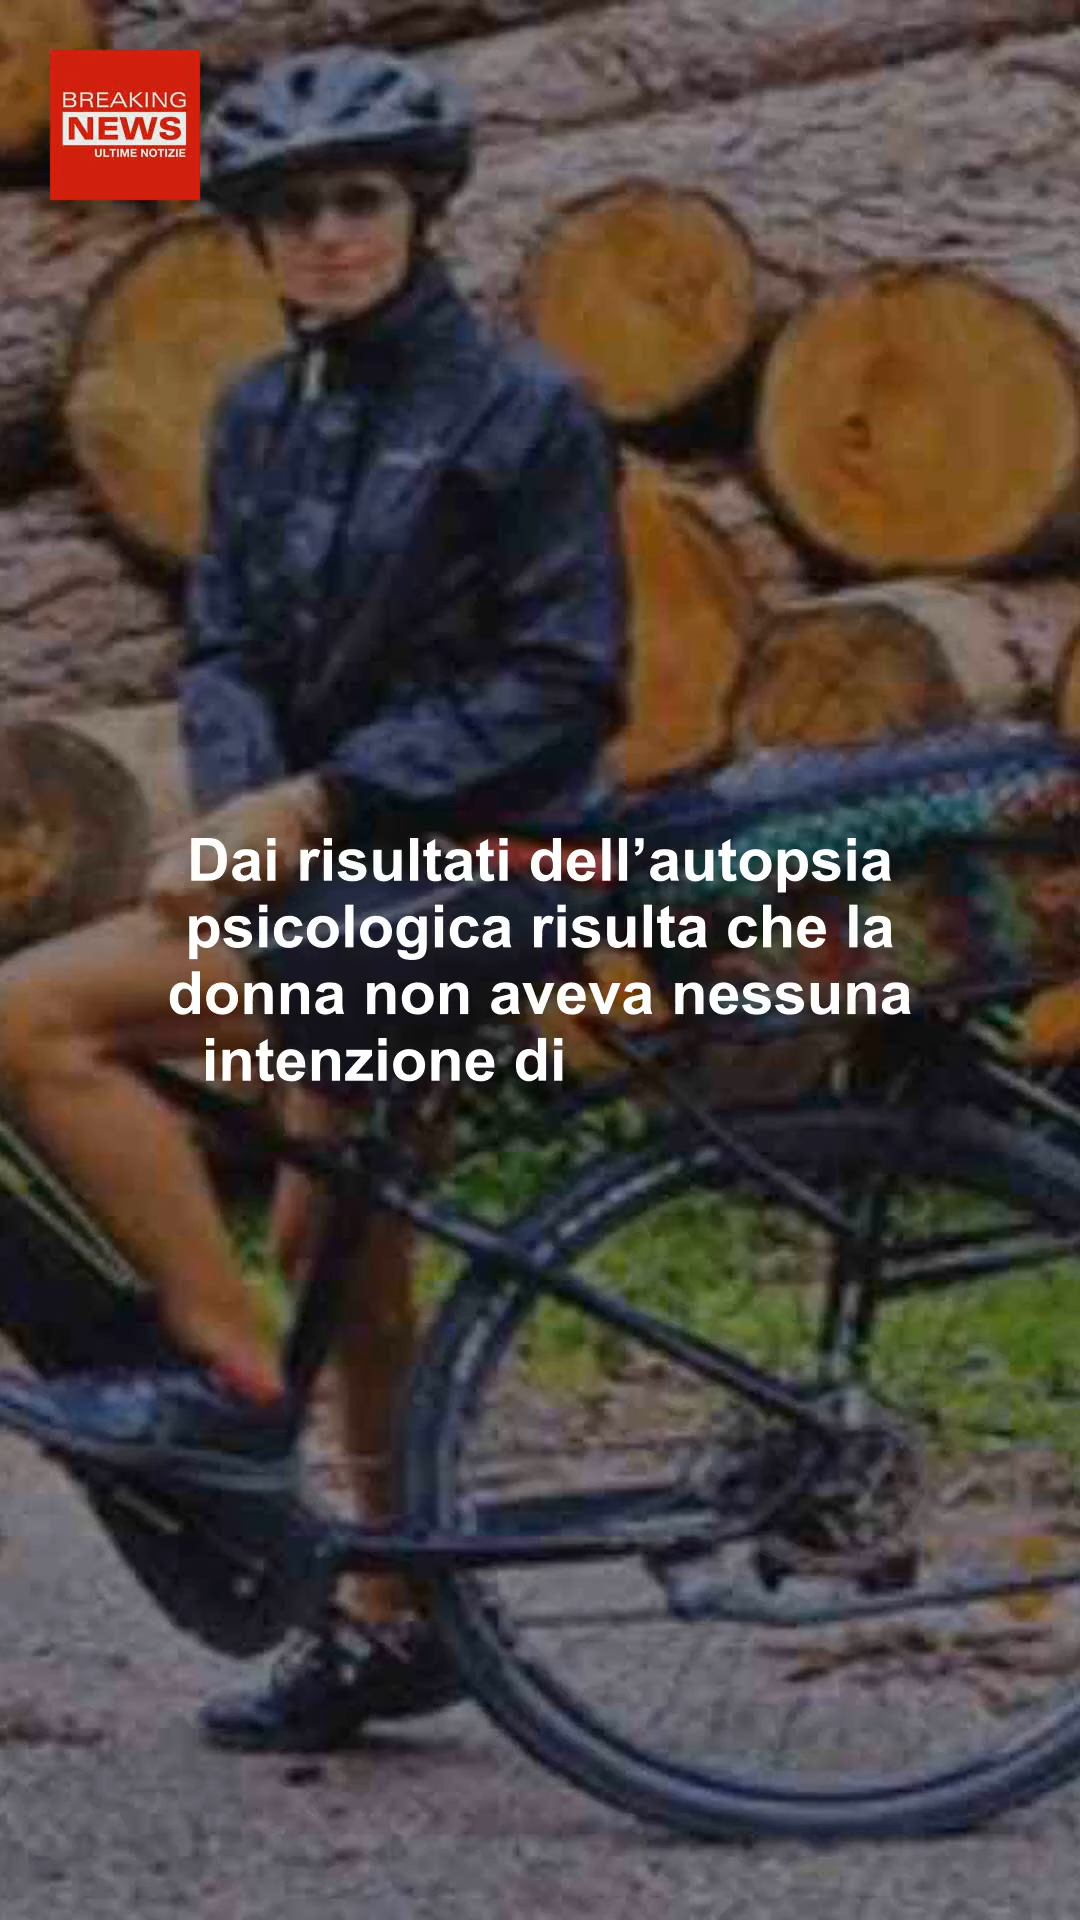 BREAKING
NEWS
ULTIME NOTIZIE
Dai risultati dell’autopsia
psicologica risulta che la
donna non aveva nessuna
intenzione di